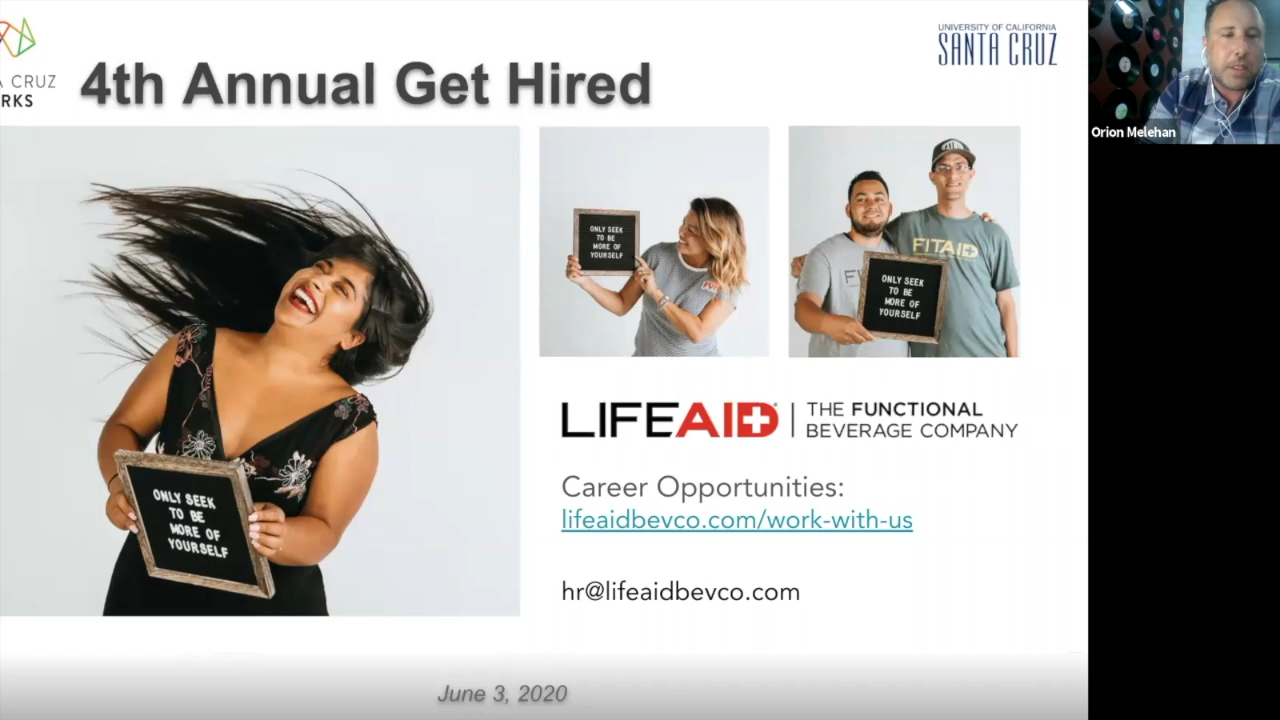 A CRUZ
RKS
4th Annual Get Hired
UNIVERSITY OF CALIFORNIA
SANTA CRUZ
Orion Melehan
ONLY SEEK
TO BE
MORE OF
YOURSELF
ONLY SEEK
TO BE
MORE OF
YOURSELF
FITAID
ONLY SEEK
TO BE
MORE OF
YOURSELF
LIFEAID
THE FUNCTIONAL
BEVERAGE COMPANY
Career Opportunities:
lifeaidbevco.com/work-with-us
hr@lifeaidbevco.com
June 3, 2020